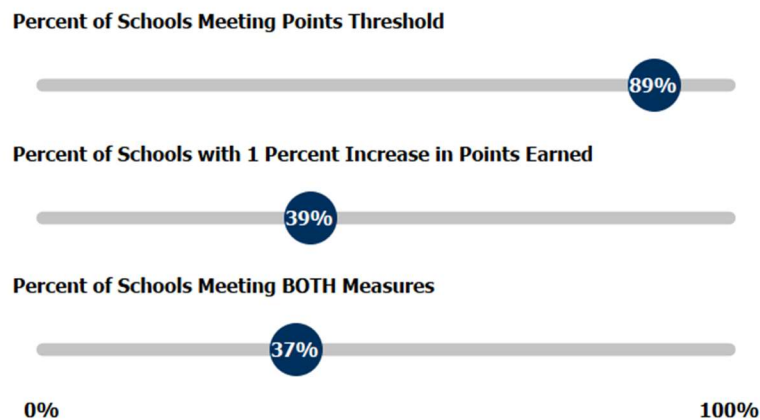 Percent of Schools Meeting Points Threshold
89%
Percent of Schools with 1 Percent Increase in Points Earned
39%
Percent of Schools Meeting BOTH Measures
37%
0% 100%